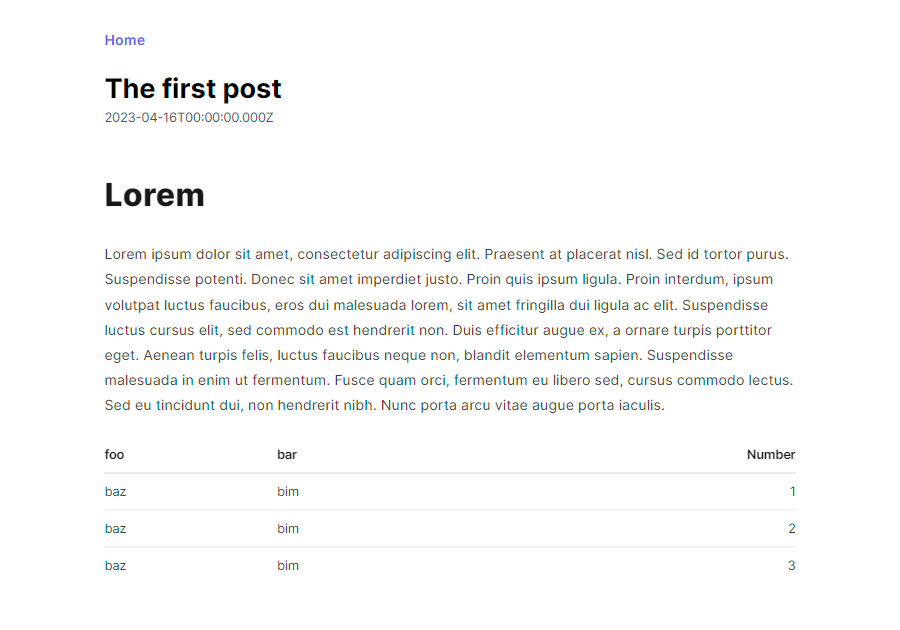 Home
The first post
2023-04-16T00:00:00.000Z
Lorem
Lorem ipsum dolor sit amet, consectetur adipiscing elit. Praesent at placerat nisl. Sed id tortor purus.
Suspendisse potenti. Donec sit amet imperdiet justo. Proin quis ipsum ligula. Proin interdum, ipsum
volutpat luctus faucibus, eros dui malesuada lorem, sit amet fringilla dui ligula ac elit. Suspendisse
luctus cursus elit, sed commodo est hendrerit non. Duis efficitur augue ex, a ornare turpis porttitor
eget. Aenean turpis felis, luctus faucibus neque non, blandit elementum sapien. Suspendisse
malesuada in enim ut fermentum. Fusce quam orci, fermentum eu libero sed, cursus commodo lectus.
Sed eu tincidunt dui, non hendrerit nibh. Nunc porta arcu vitae augue porta iaculis.
foo bar Number
baz bim 1
baz bim 2
baz bim 3